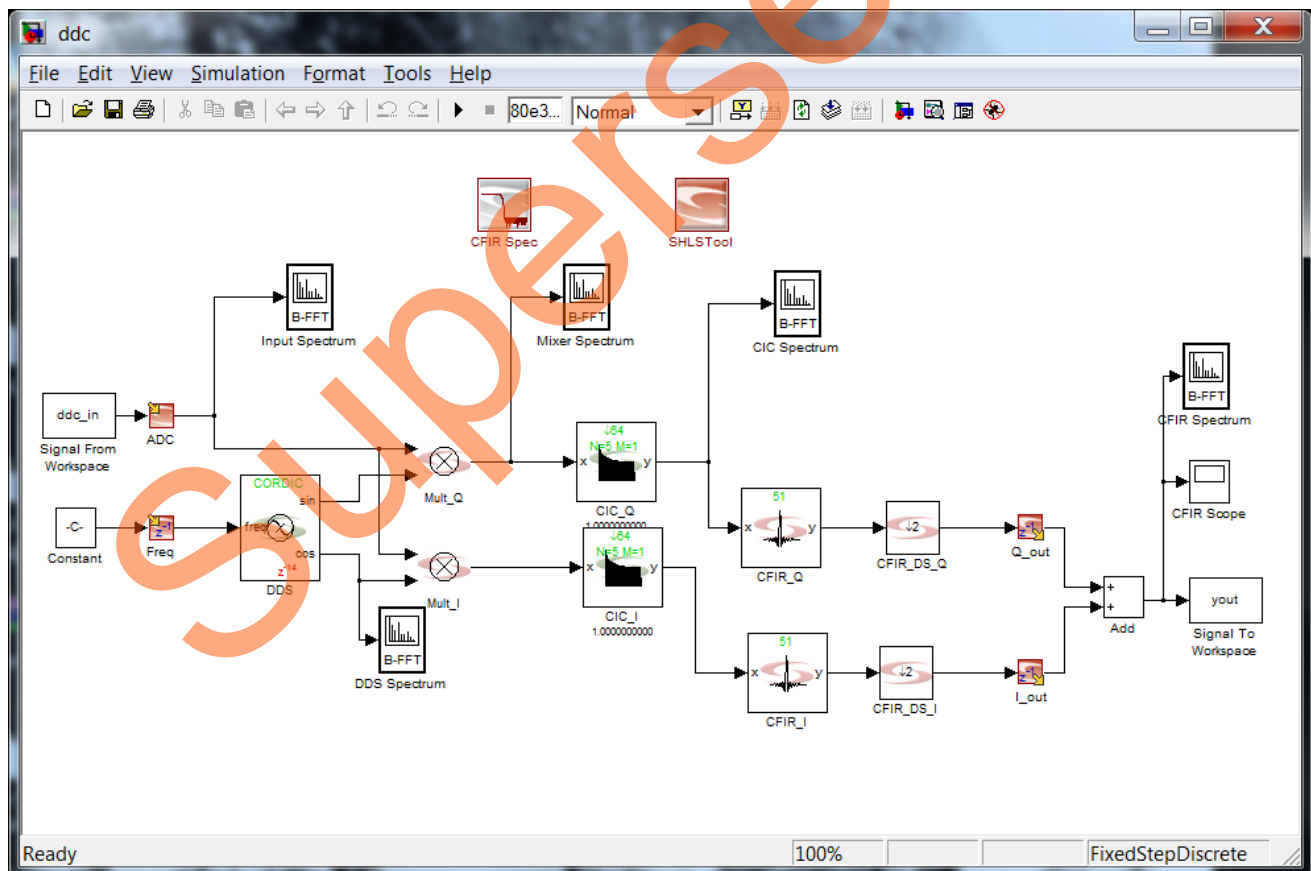 ddc
File Edit View Simulation Format Tools Help
80e3... Normal
CFIR Spec
SHLSTool
B-FFT
Input Spectrum
B-FFT
Mixer Spectrum
B-FFT
CIC Spectrum
B-FFT
CFIR Spectrum
ddc_in
Signal From
Workspace
ADC
-C-
Constant
z-1
Freq
CORDIC
freq
sin
cos
z-14
DDS
B-FFT
DDS Spectrum
Mult_Q
Mult_I
↓64
N=5 M=1
x y
CIC_Q
1.0000000000
↓64
N=5 M=1
x y
CIC_I
1.0000000000
51
x y
CFIR_Q
↓2
CFIR_DS_Q
z-1
Q_out
51
x y
CFIR_I
↓2
CFIR_DS_I
z-1
I_out
+
+
Add
CFIR Scope
yout
Signal To
Workspace
Ready 100% FixedStepDiscrete
Superse